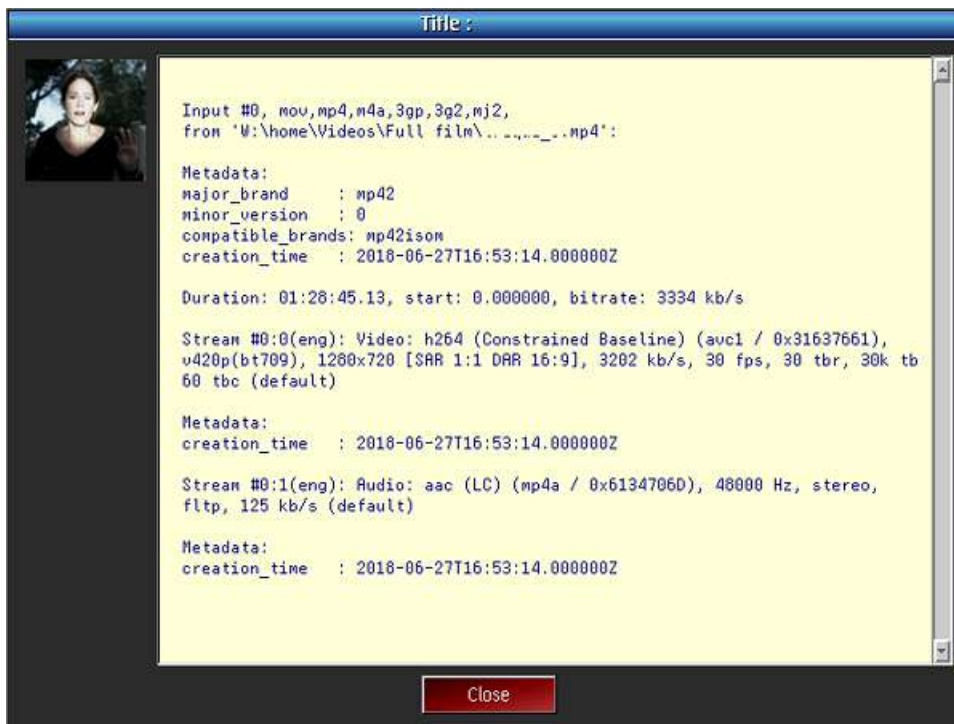 Title :
Input #0, mov,mp4,m4a,3gp,3g2,mj2,
from 'W:\home\Videos\Full film\ .mp4':
Metadata:
major_brand : mp42
minor_version : 0
compatible_brands: mp42isom
creation_time : 2018-06-27T16:53:14.000000Z
Duration: 01:28:45.13, start: 0.000000, bitrate: 3334 kb/s
Stream #0:0(eng): Video: h264 (Constrained Baseline) (avc1 / 0x31637661),
v420p(bt709), 1280x720 [SAR 1:1 DAR 16:9], 3202 kb/s, 30 fps, 30 tbr, 30k tb
60 tbc (default)
Metadata:
creation_time : 2018-06-27T16:53:14.000000Z
Stream #0:1(eng): Audio: aac (LC) (mp4a / 0x6134706D), 48000 Hz, stereo,
fltp, 125 kb/s (default)
Metadata:
creation_time : 2018-06-27T16:53:14.000000Z
Close